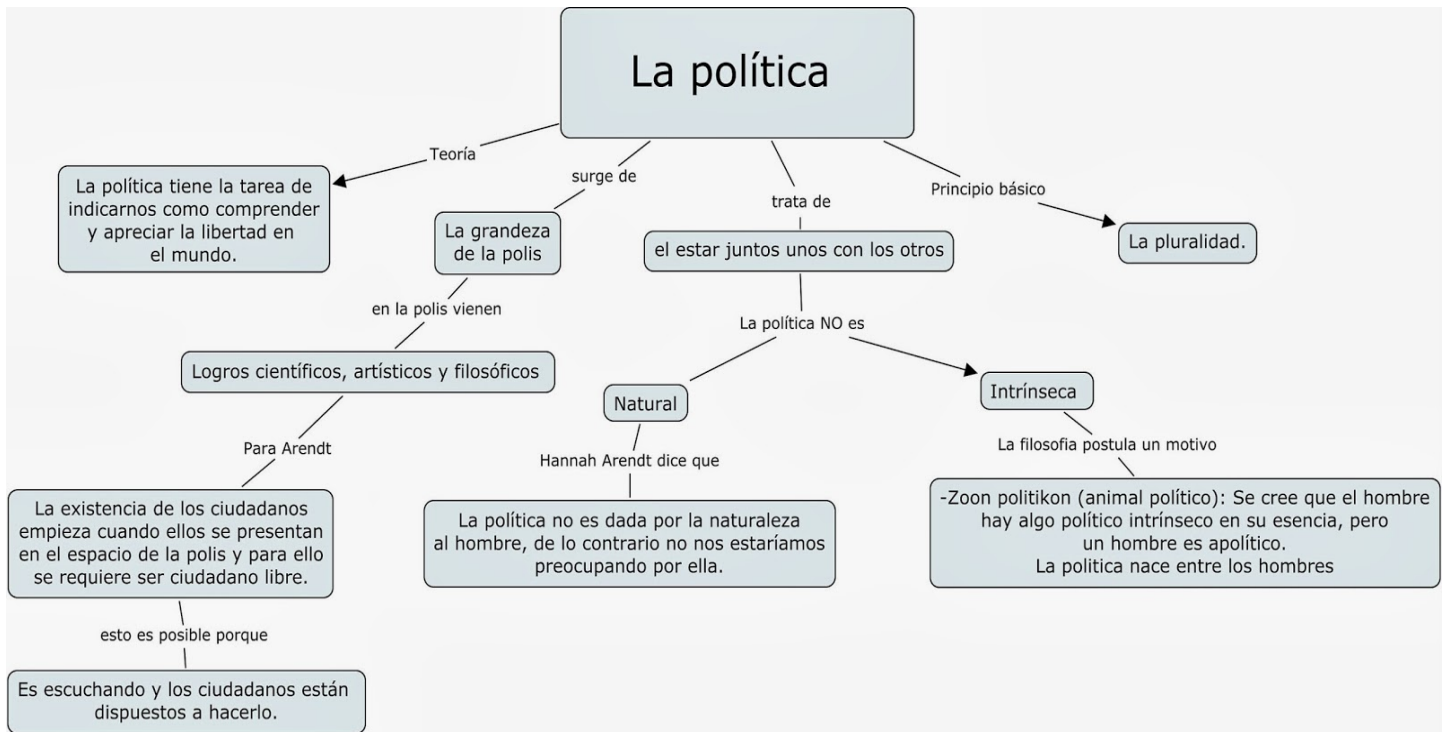 La política
Teoría
La política tiene la tarea de
indicarnos como comprender
y apreciar la libertad en
el mundo.
surge de
La grandeza
de la polis
en la polis vienen
Logros científicos, artísticos y filosóficos
Para Arendt
La existencia de los ciudadanos
empieza cuando ellos se presentan
en el espacio de la polis y para ello
se requiere ser ciudadano libre.
esto es posible porque
Es escuchando y los ciudadanos están
dispuestos a hacerlo.
trata de
el estar juntos unos con los otros
La política NO es
Natural
Hannah Arendt dice que
La política no es dada por la naturaleza
al hombre, de lo contrario no nos estaríamos
preocupando por ella.
Intrínseca
La filosofia postula un motivo
-Zoon politikon (animal político): Se cree que el hombre
hay algo político intrínseco en su esencia, pero
un hombre es apolítico.
La politica nace entre los hombres
Principio básico
La pluralidad.